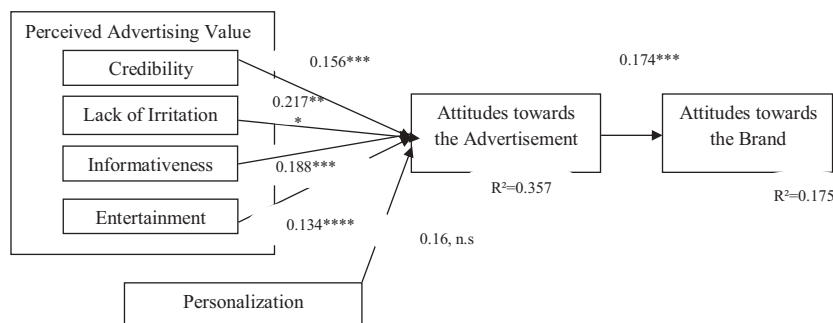 Perceived Advertising Value
Credibility
0.156***
0.174***
Lack of Irritation
0.217**
*
Attitudes towards
the Advertisement
Attitudes towards
the Brand
Informativeness
0.188***
R²=0.357
R²=0.175
Entertainment
0.134****
0.16, n.s
Personalization